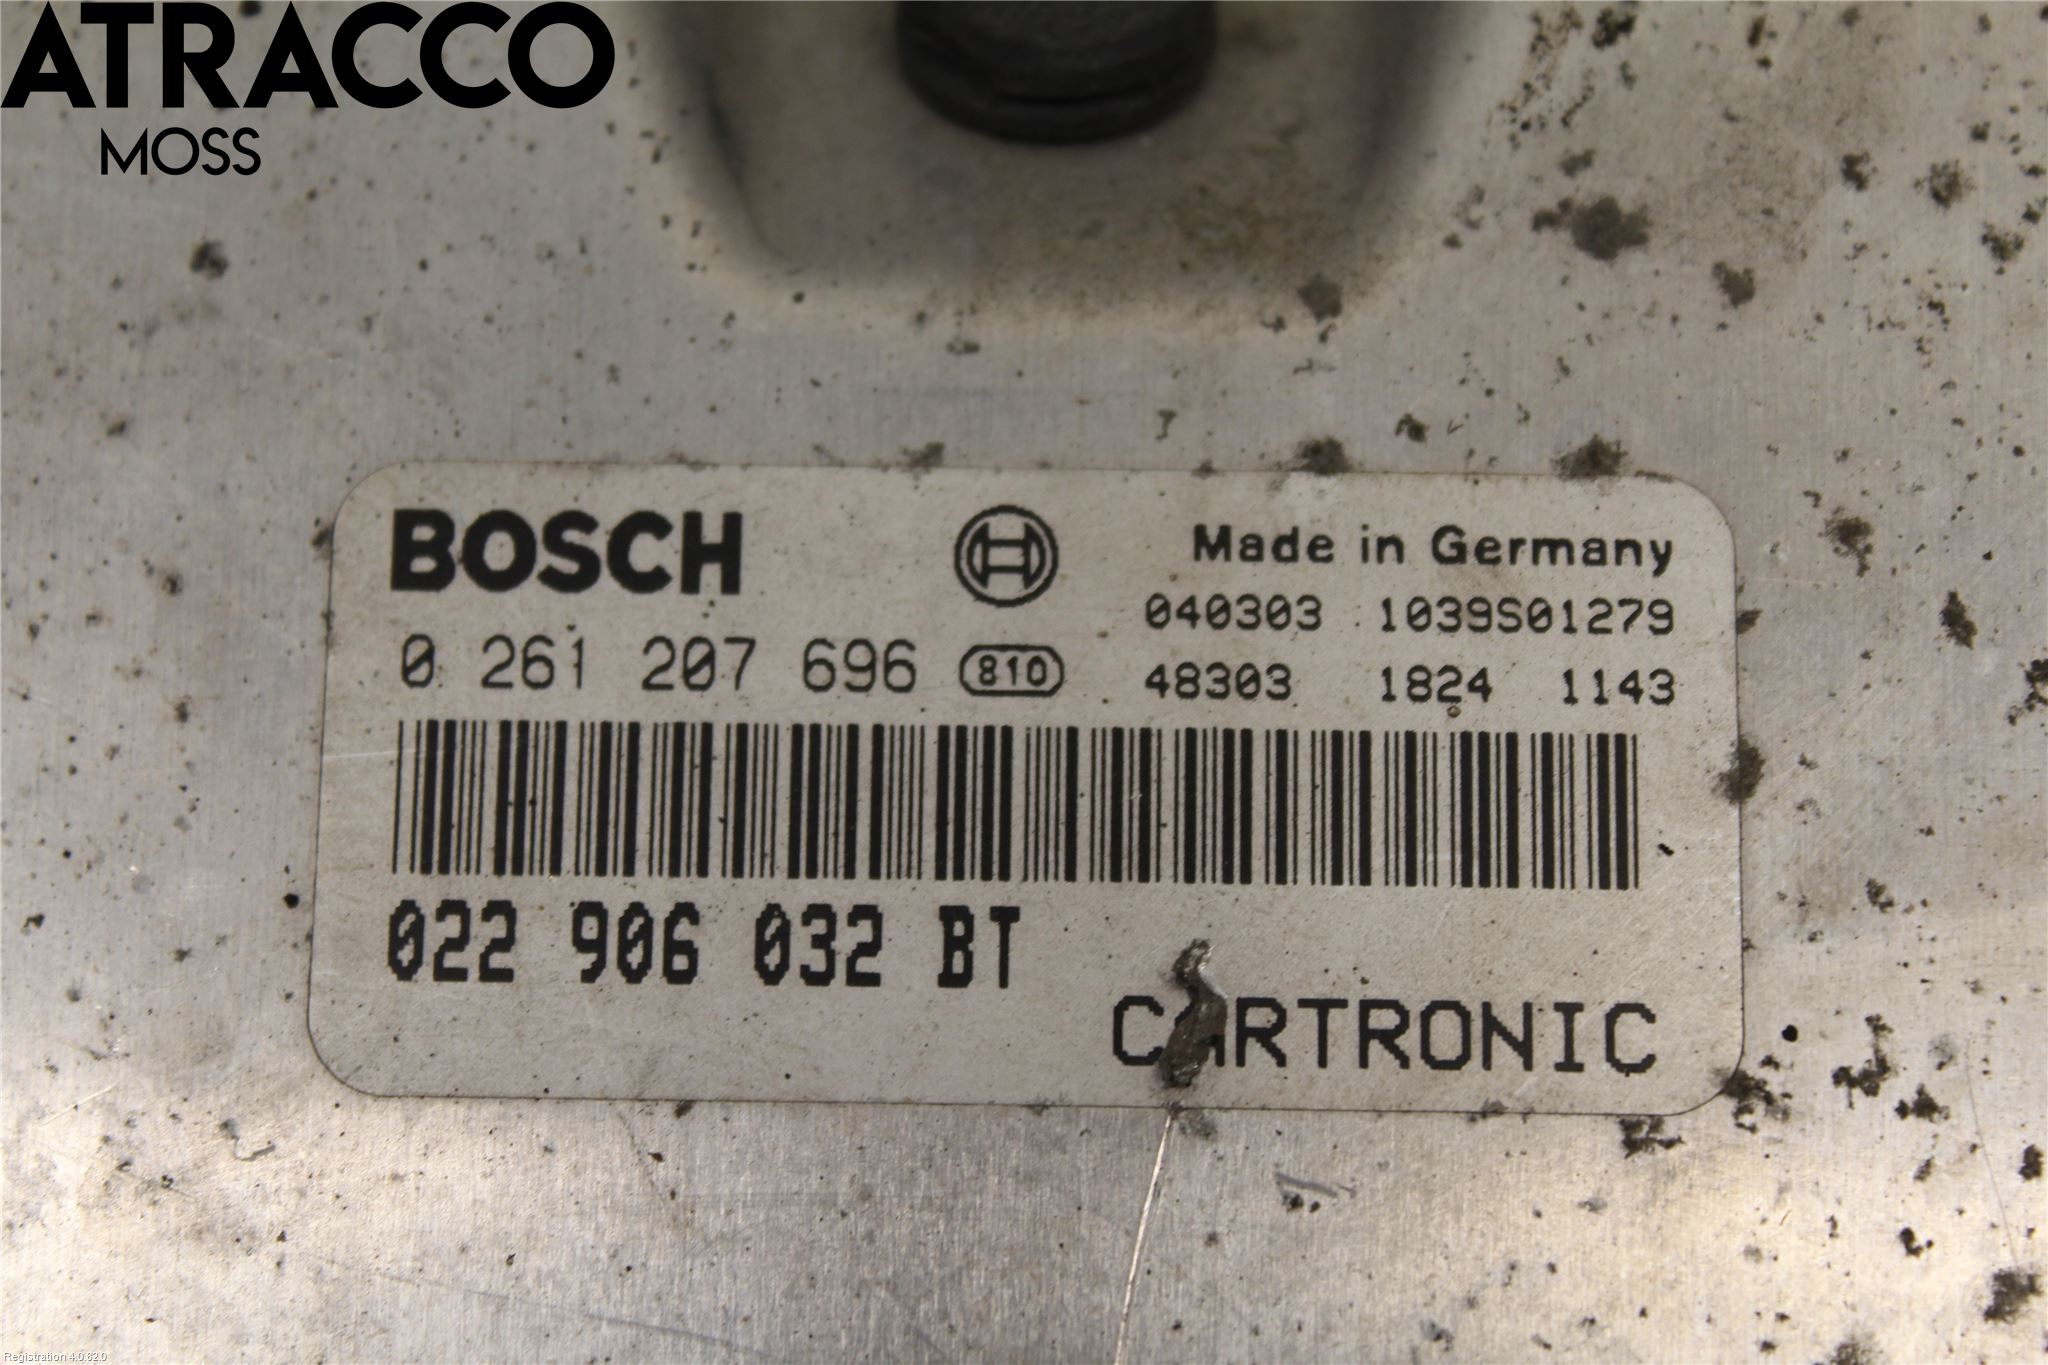 ATRACCO
MOSS
BOSCH
Made in Germany
040303 1039S01279
0 261 207 696 810
48303 1824 1143
022 906 032 BT
CARTRONIC
Registration 4.0.82.0